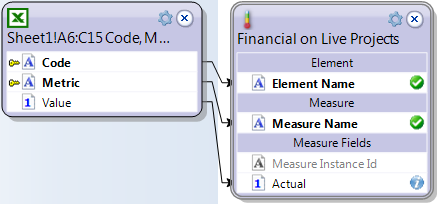 Sheet1!A6:C15 Code, M ...
Code
Metric
Value
Financial on Live Projects
Element
Element Name
Measure
Measure Name
Measure Fields
Measure Instance Id
Actual